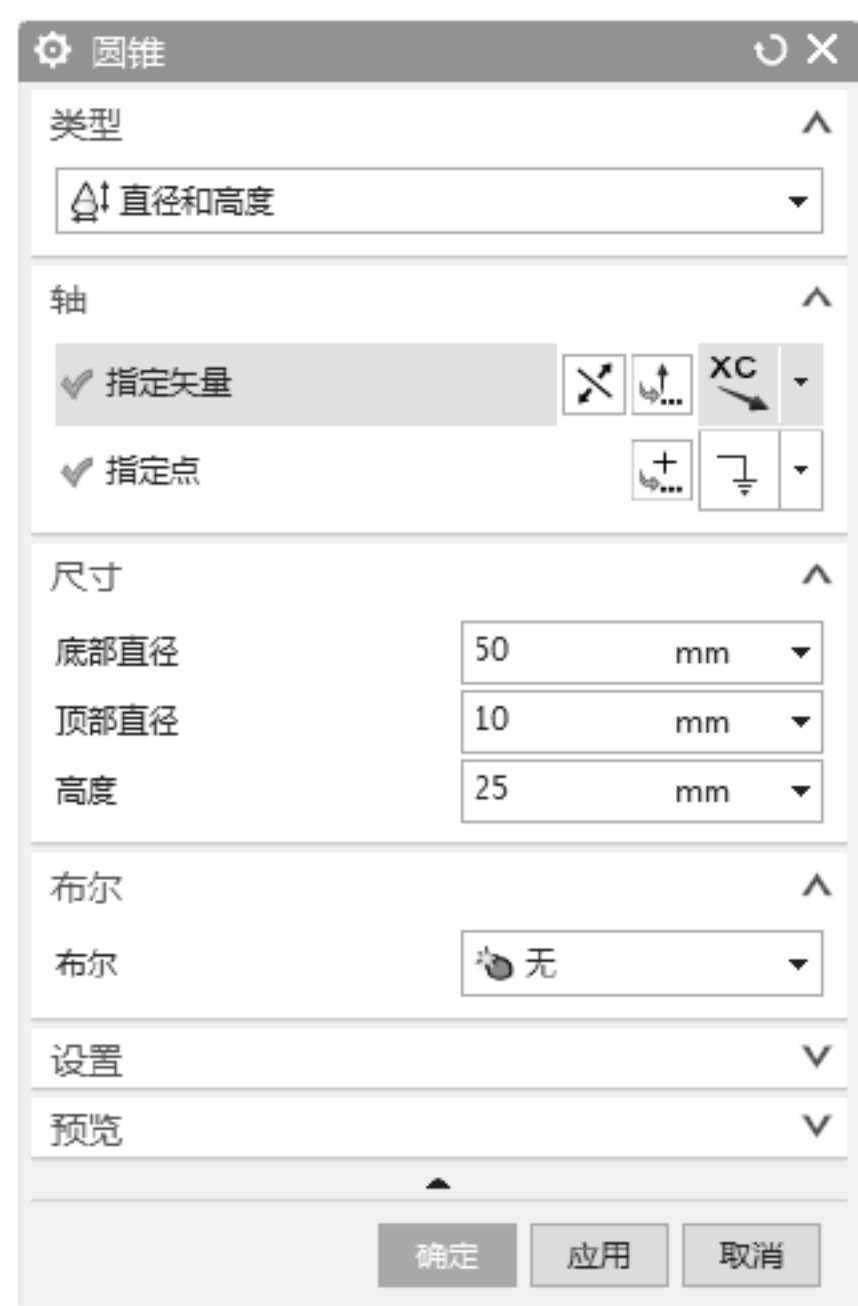 圆锥
类型
直径和高度
轴
指定矢量
XC
指定点
尺寸
底部直径 50 mm
顶部直径 10 mm
高度 25 mm
布尔
布尔 无
设置
预览
确定 应用 取消